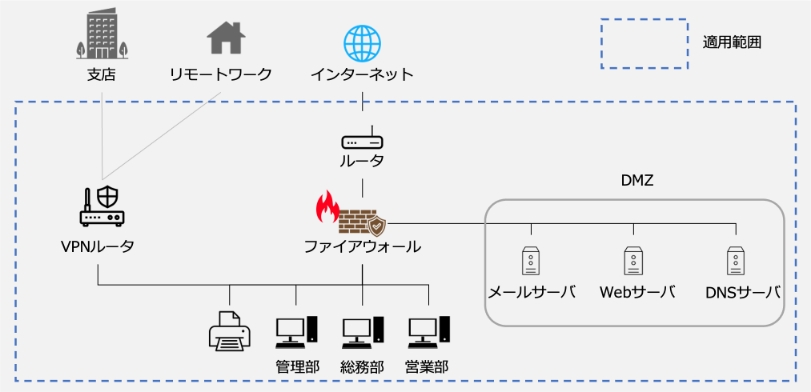 支店
リモートワーク
インターネット
適用範囲
ルータ
DMZ
VPNルータ
ファイアウォール
メールサーバ
Webサーバ
DNSサーバ
管理部
総務部
営業部